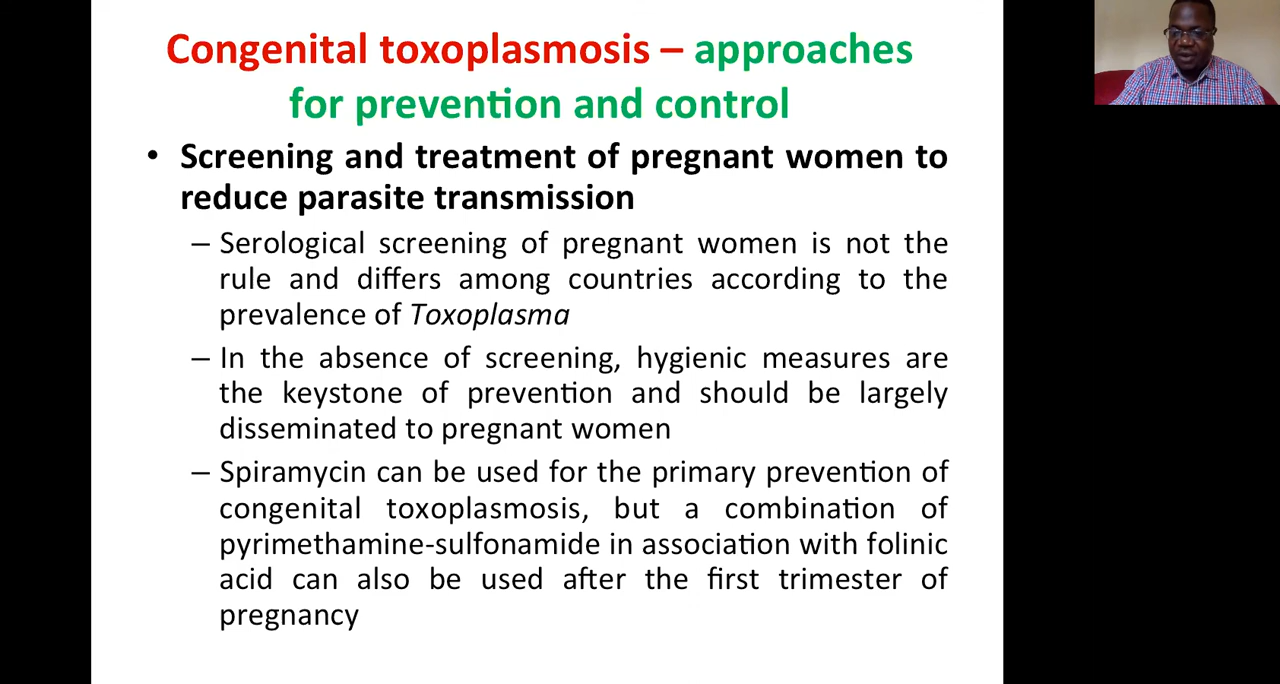 Congenital toxoplasmosis – approaches
for prevention and control
• Screening and treatment of pregnant women to
reduce parasite transmission
– Serological screening of pregnant women is not the
rule and differs among countries according to the
prevalence of Toxoplasma
– In the absence of screening, hygienic measures are
the keystone of prevention and should be largely
disseminated to pregnant women
– Spiramycin can be used for the primary prevention of
congenital toxoplasmosis, but a combination of
pyrimethamine-sulfonamide in association with folinic
acid can also be used after the first trimester of
pregnancy